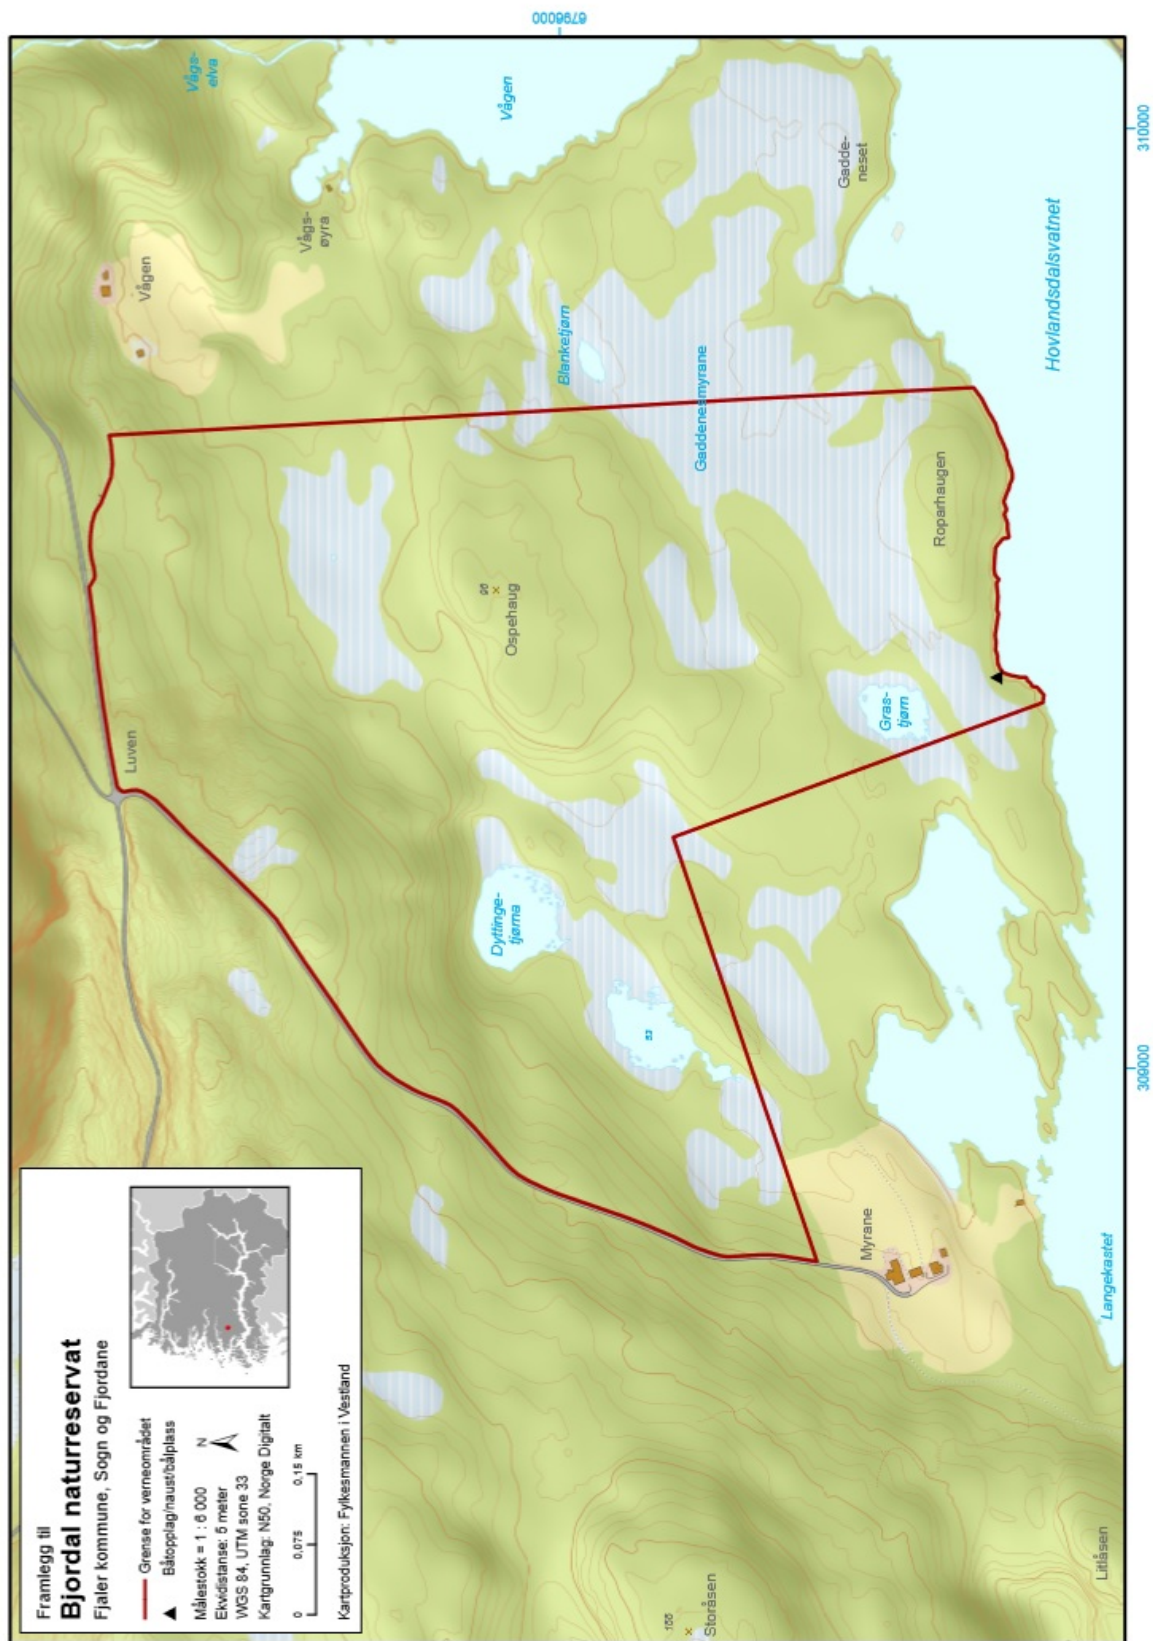 Framlegg til
Bjordal naturreservat
Fjaler kommune, Sogn og Fjordane
Grense for verneområdet
Båtopplag/naust/bålplass
Målestokk = 1 : 6 000
N
Ekvidistanse: 5 meter
WGS 84, UTM sone 33
Kartgrunnlag: N50, Norge Digitalt
0
0,075
0,15 km
Kartproduksjon: Fylkesmannen i Vestland
Vågs-
elva
Vågen
Vågen
Vågs-
øyra
Luven
Blanketjørn
Gadde-
neset
Gaddenesmyrane
96
Ospehaug
Roparhaugen
Hovlandsdalsvatnet
Gras-
tjørn
Dyttinge-
tjørna
53
Myrane
Langekastet
Storåsen
Litlåsen
6796000
310000
309000